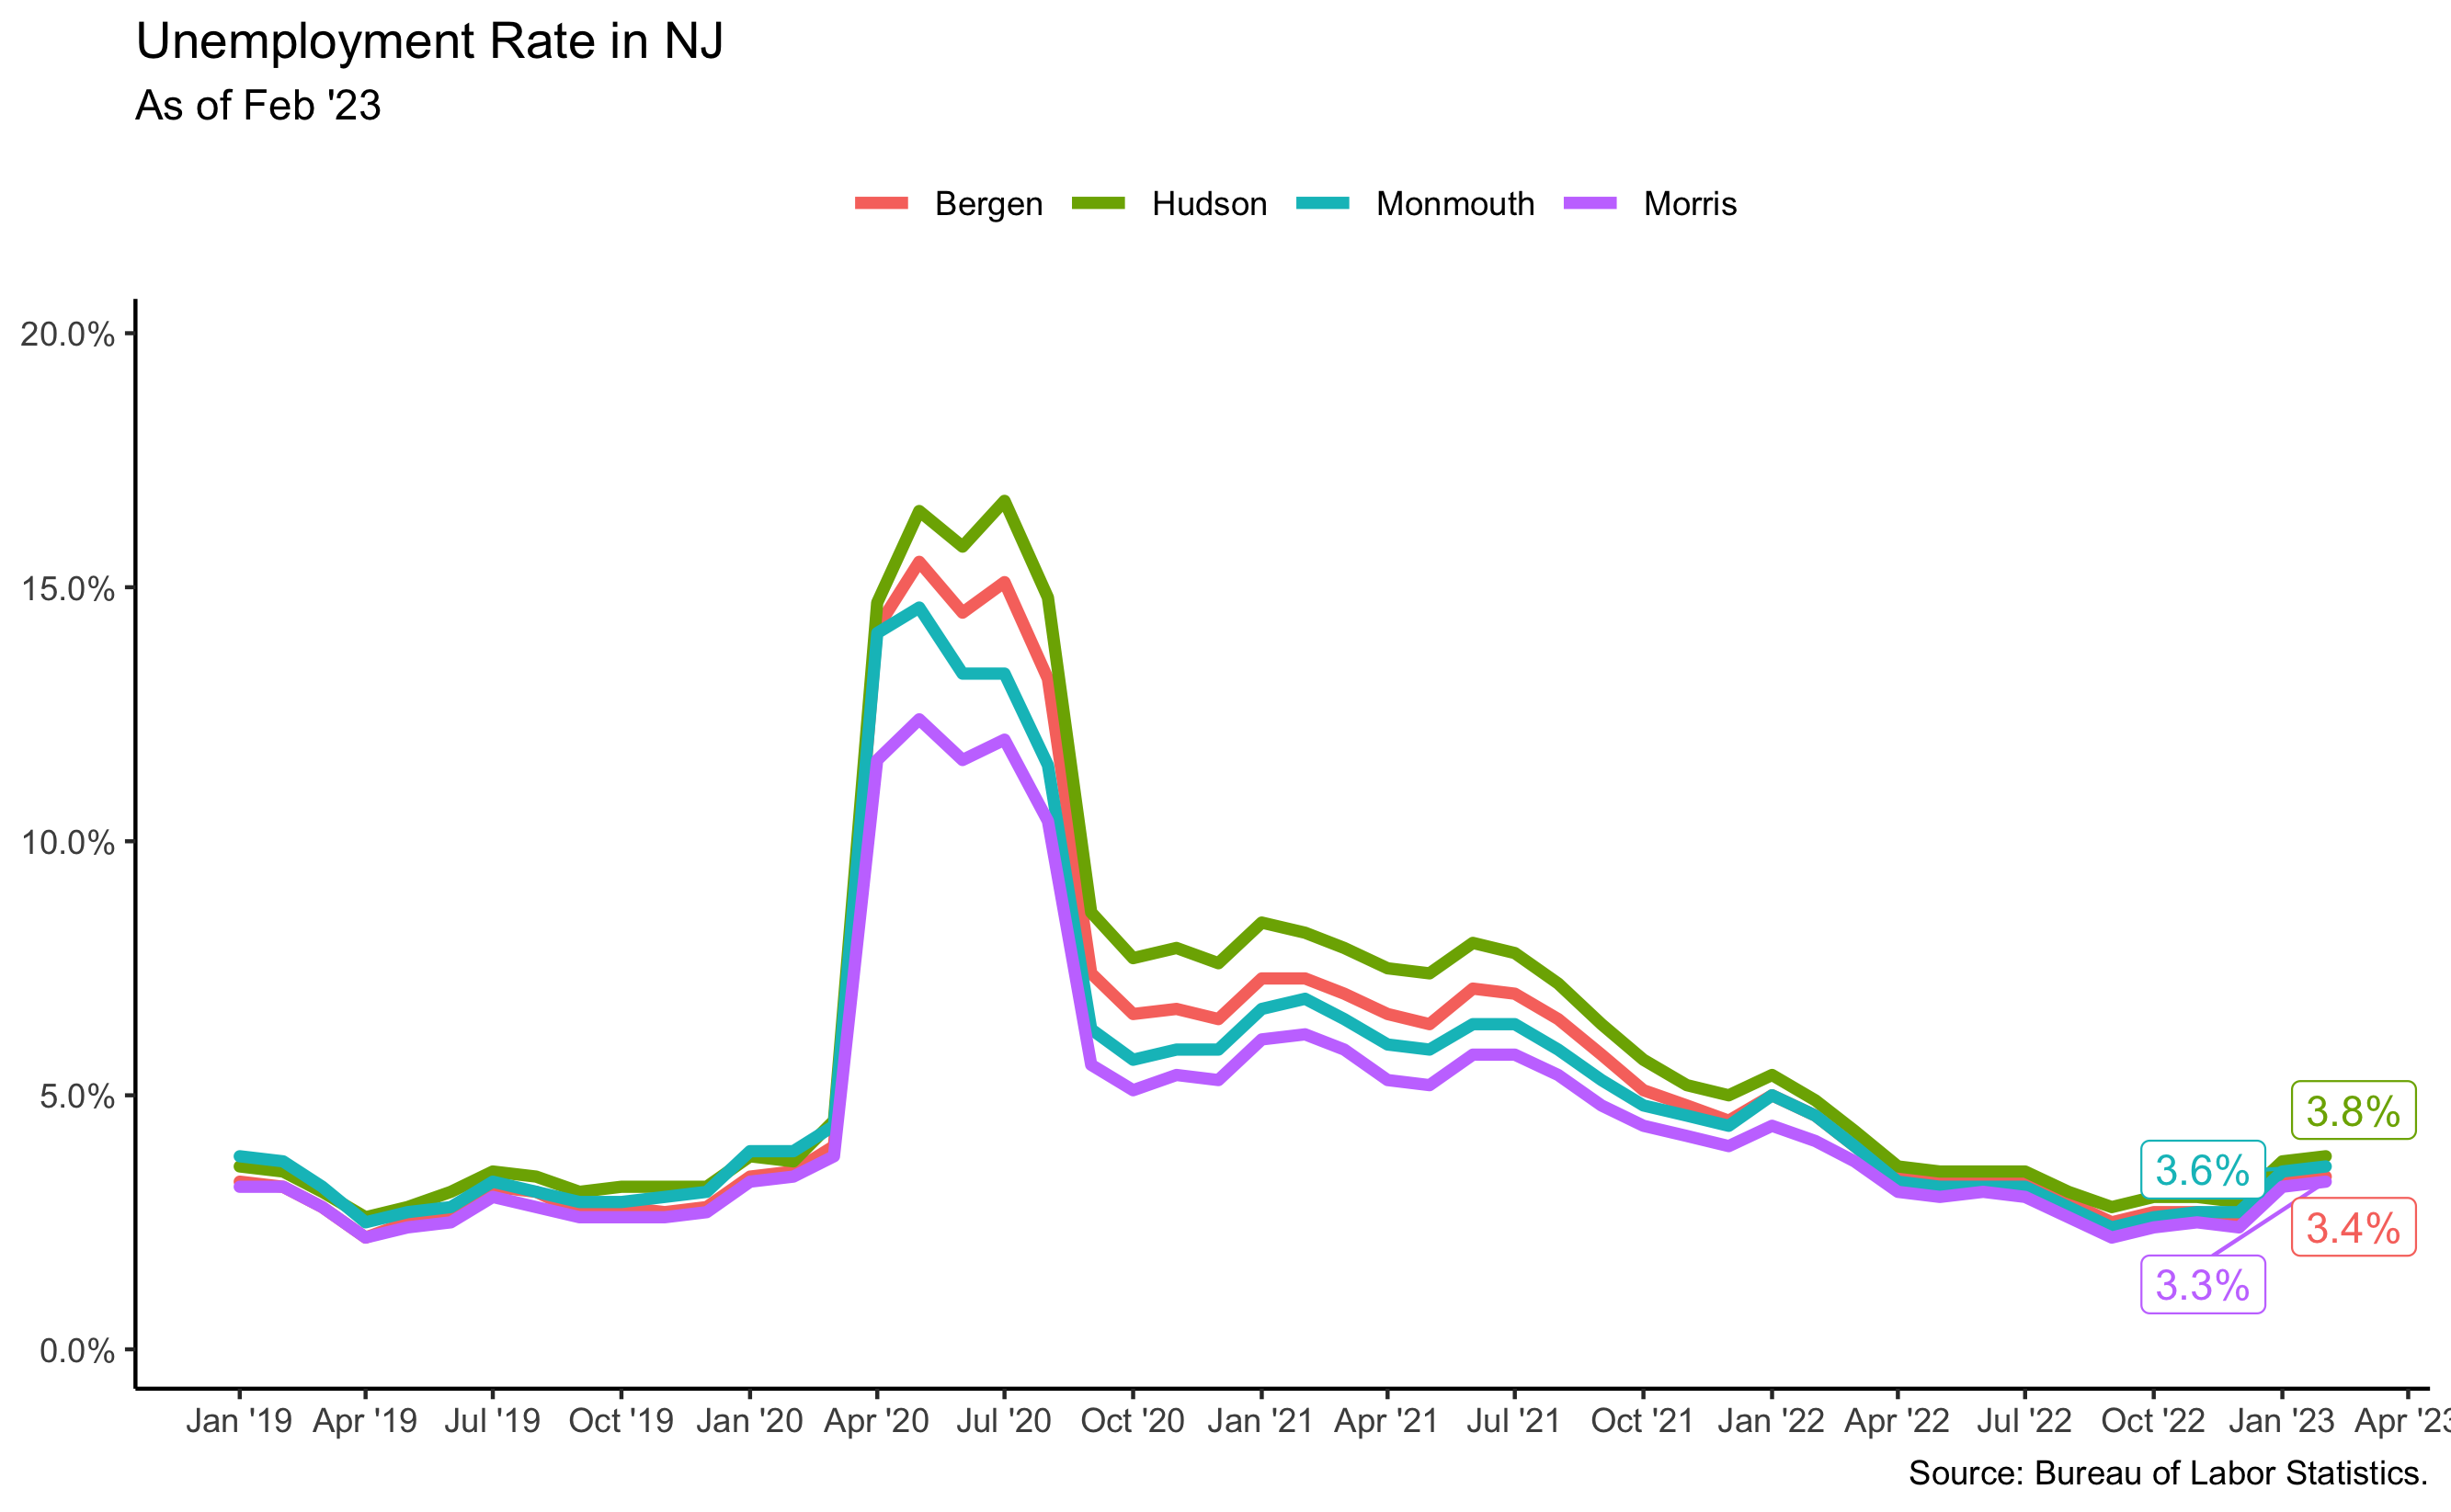 Unemployment Rate in NJ
As of Feb '23
Bergen Hudson Monmouth Morris
20.0%
15.0%
10.0%
5.0%
0.0%
3.8%
3.6%
3.4%
3.3%
Jan '19 Apr '19 Jul '19 Oct '19 Jan '20 Apr '20 Jul '20 Oct '20 Jan '21 Apr '21 Jul '21 Oct '21 Jan '22 Apr '22 Jul '22 Oct '22 Jan '23 Apr '23
Source: Bureau of Labor Statistics.